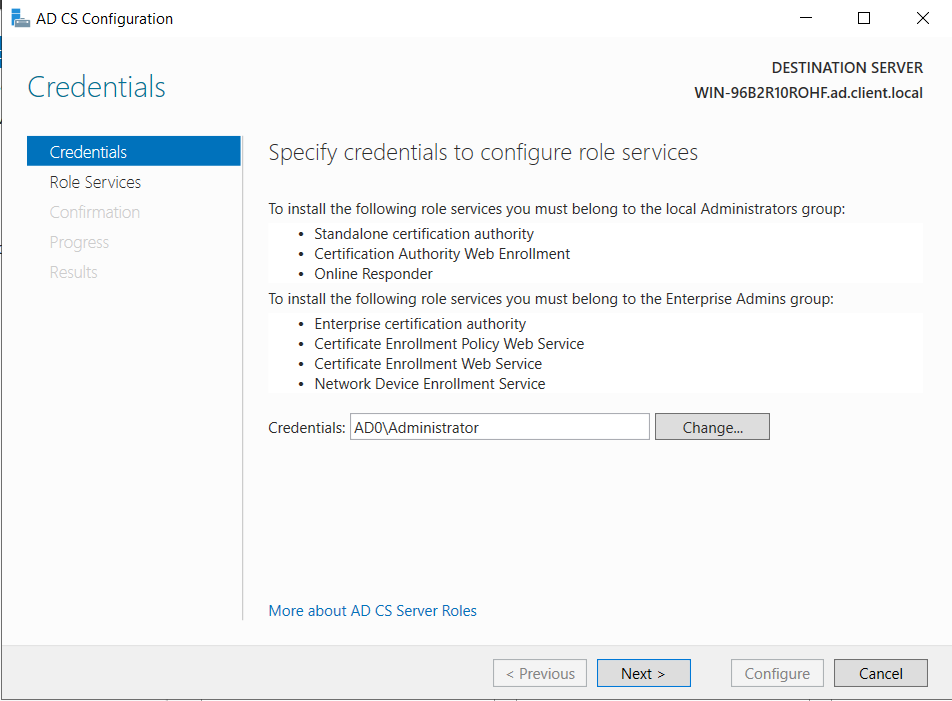 AD CS Configuration
Credentials
DESTINATION SERVER
WIN-96B2R10ROHF.ad.client.local
Credentials
Role Services
Confirmation
Progress
Results
Specify credentials to configure role services
To install the following role services you must belong to the local Administrators group:
• Standalone certification authority
• Certification Authority Web Enrollment
• Online Responder
To install the following role services you must belong to the Enterprise Admins group:
• Enterprise certification authority
• Certificate Enrollment Policy Web Service
• Certificate Enrollment Web Service
• Network Device Enrollment Service
Credentials: AD0\Administrator Change...
More about AD CS Server Roles
< Previous Next > Configure Cancel